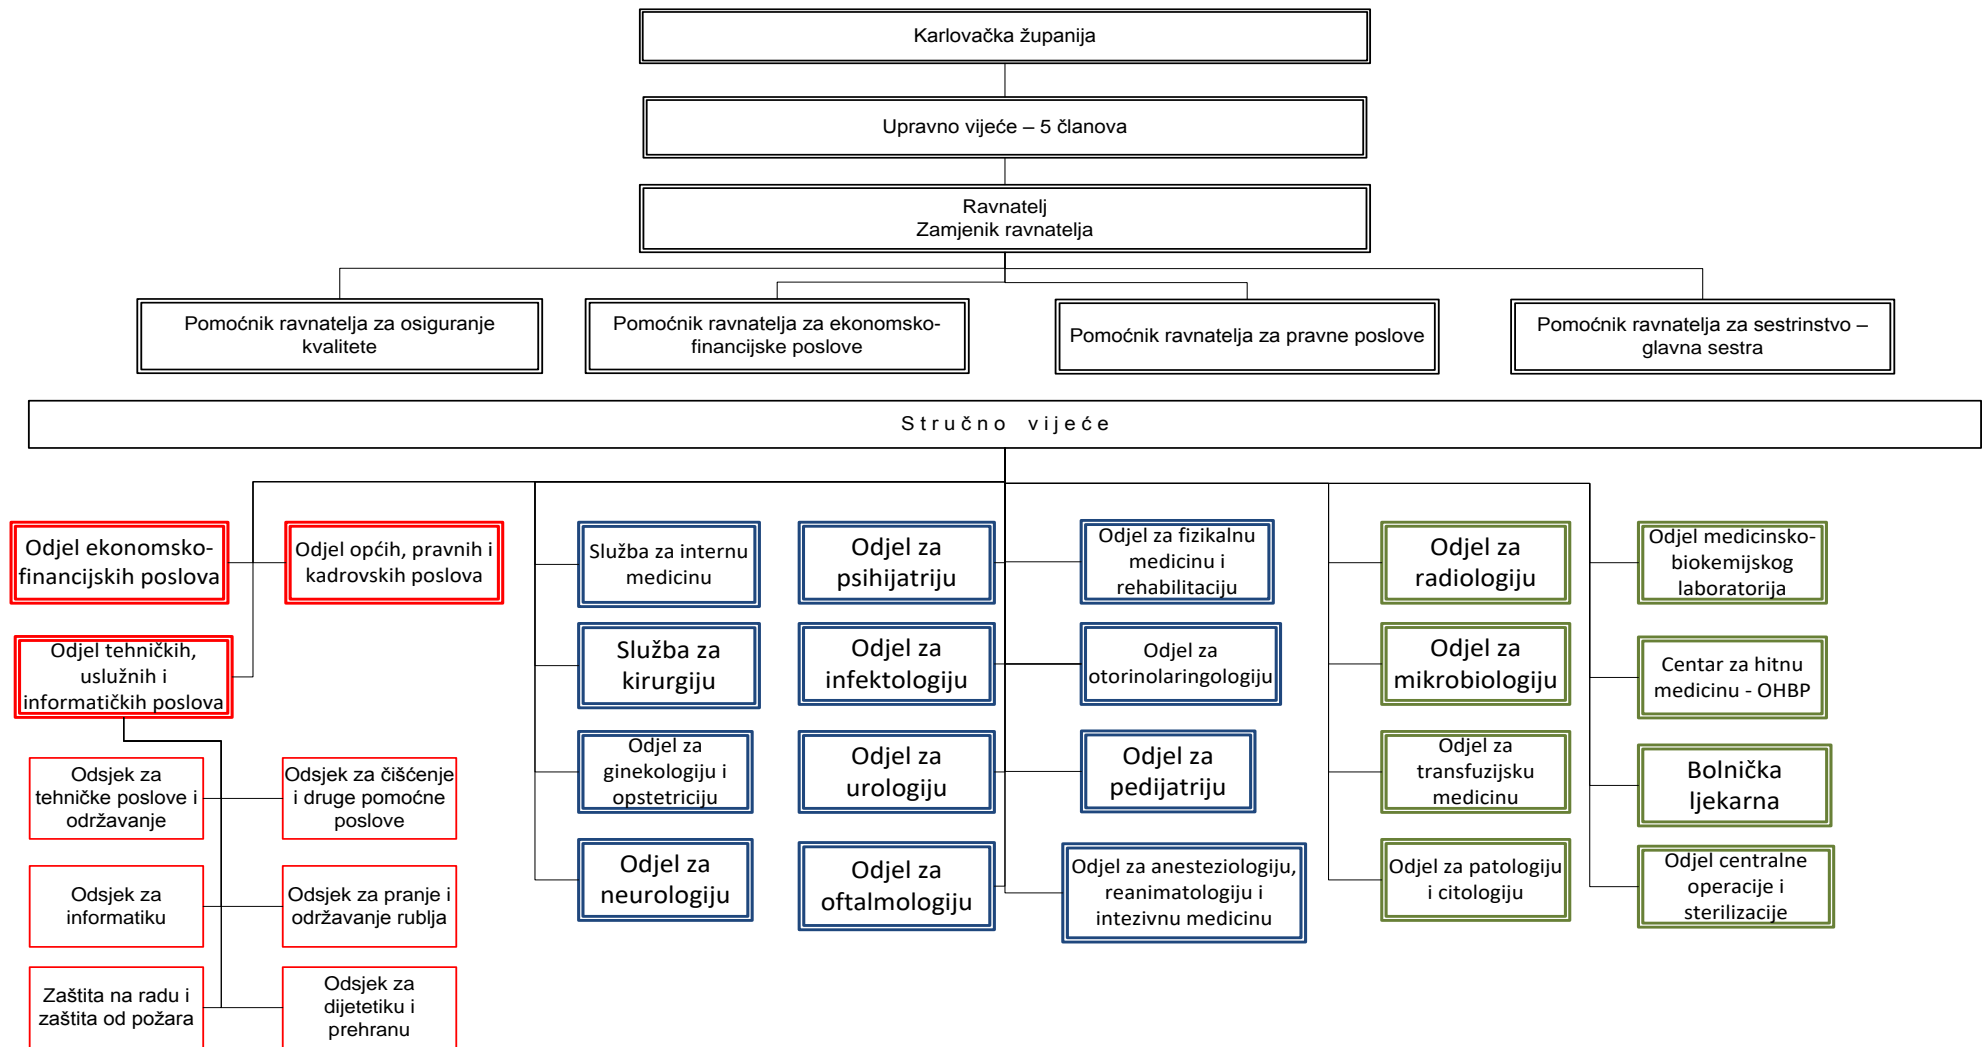 Karlovačka županija
Upravno vijeće – 5 članova
Ravnatelj
Zamjenik ravnatelja
Pomoćnik ravnatelja za osiguranje
kvalitete
Pomoćnik ravnatelja za ekonomsko-
financijske poslove
Pomoćnik ravnatelja za pravne poslove
Pomoćnik ravnatelja za sestrinstvo –
glavna sestra
Stručno vijeće
Odjel ekonomsko-
financijskih poslova
Odjel općih, pravnih i
kadrovskih poslova
Služba za internu
medicinu
Odjel za
psihijatriju
Odjel za fizikalnu
medicinu i
rehabilitaciju
Odjel za
radiologiju
Odjel medicinsko-
biokemijskog
laboratorija
Odjel tehničkih,
uslužnih i
informatičkih poslova
Služba za
kirurgiju
Odjel za
infektologiju
Odjel za
otorinolaringologiju
Odjel za
mikrobiologiju
Centar za hitnu
medicinu - OHBP
Odsjek za
tehničke poslove i
održavanje
Odsjek za čišćenje
i druge pomoćne
poslove
Odjel za
ginekologiju i
opstetriciju
Odjel za
urologiju
Odjel za
pedijatriju
Odjel za
transfuzijsku
medicinu
Bolnička
ljekarna
Odsjek za
informatiku
Odsjek za pranje i
održavanje rublja
Odjel za
neurologiju
Odjel za
oftalmologiju
Odjel za anesteziologiju,
reanimatologiju i
intezivnu medicinu
Odjel za patologiju
i citologiju
Odjel centralne
operacije i
sterilizacije
Zaštita na radu i
zaštita od požara
Odsjek za
dijetetiku i
prehranu